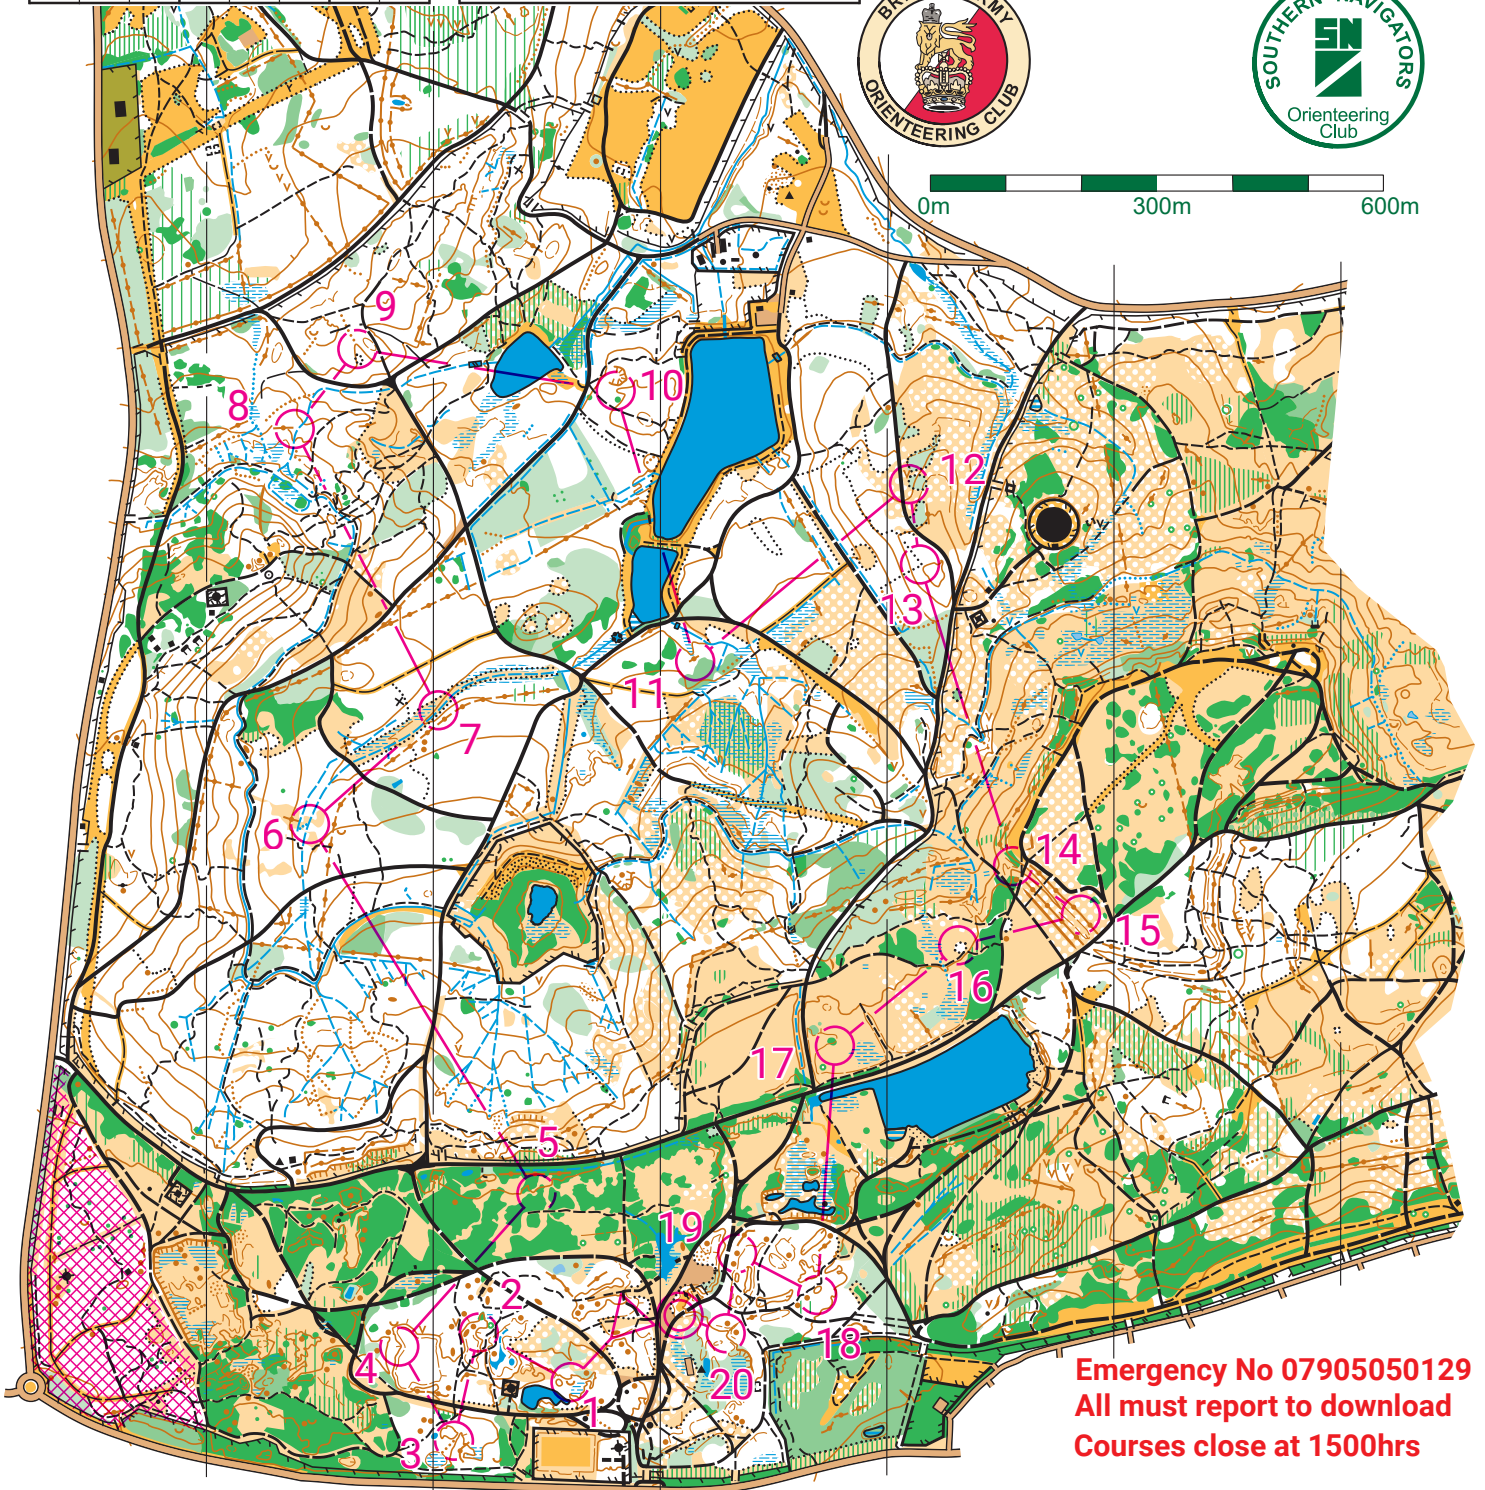 ORIENTEERING CLUB
SOUTHERN NAVIGATORS
SN
Orienteering
Club
0m 300m 600m
9
8
10
12
13
11
7
6
14
15
16
17
5
19
2
18
4
20
1
3
Emergency No 07905050129
All must report to download
Courses close at 1500hrs